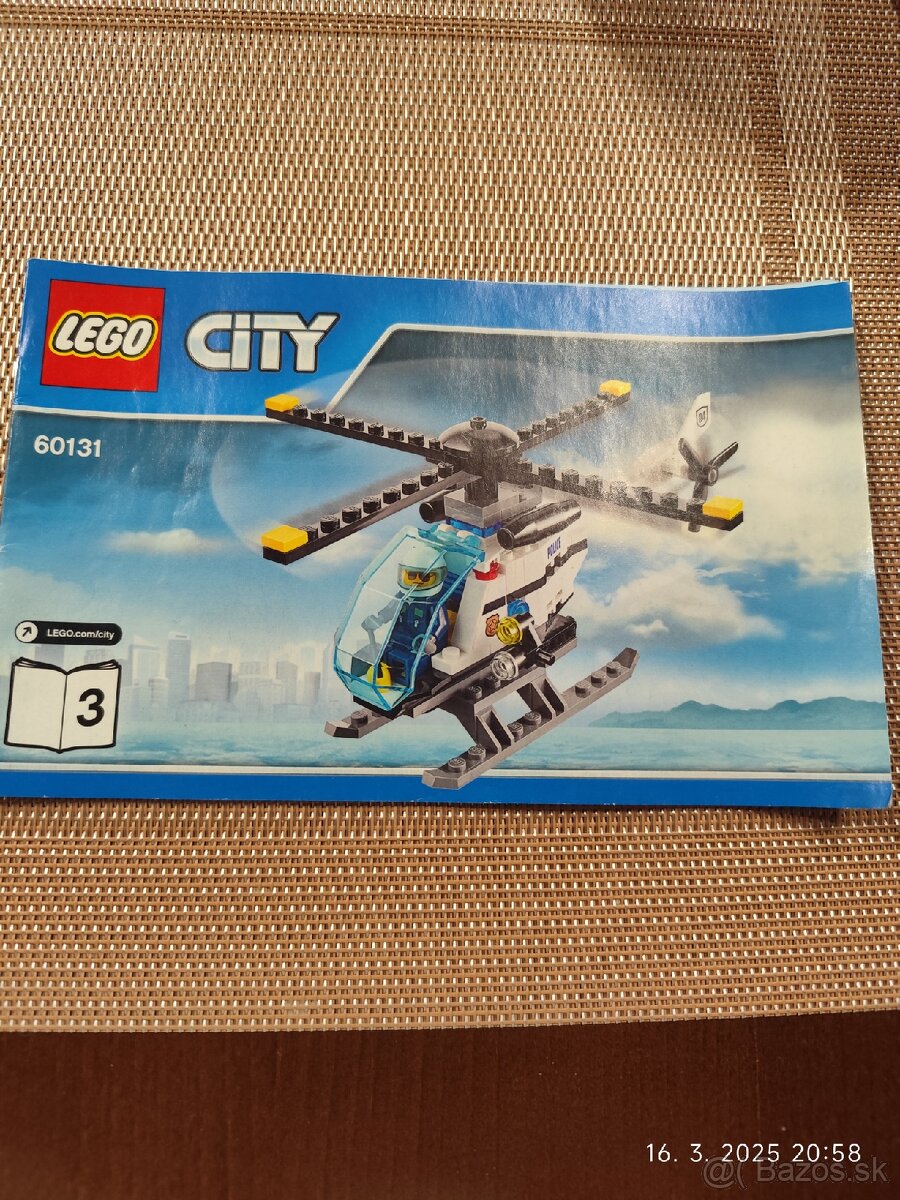 LEGO
CITY
60131
LEGO.com/city
3
POLICE
16. 3. 2025 20:58
@( Bazos.sk